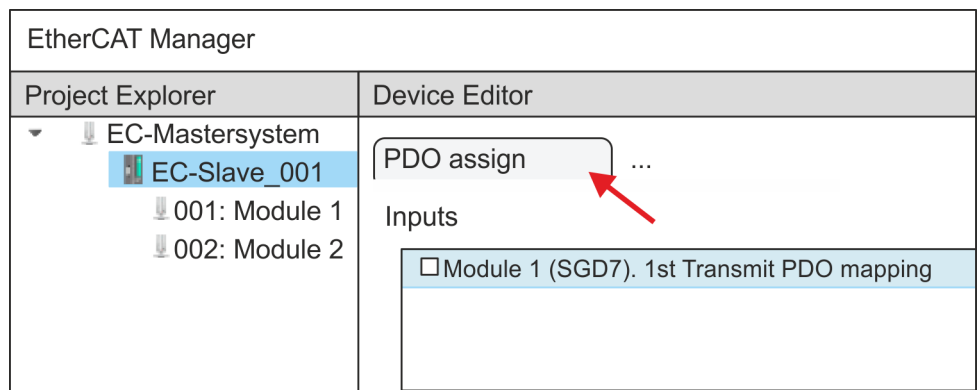 EtherCAT Manager
Project Explorer
Device Editor
EC-Mastersystem
EC-Slave_001
001: Module 1
002: Module 2
PDO assign
...
Inputs
Module 1 (SGD7). 1st Transmit PDO mapping